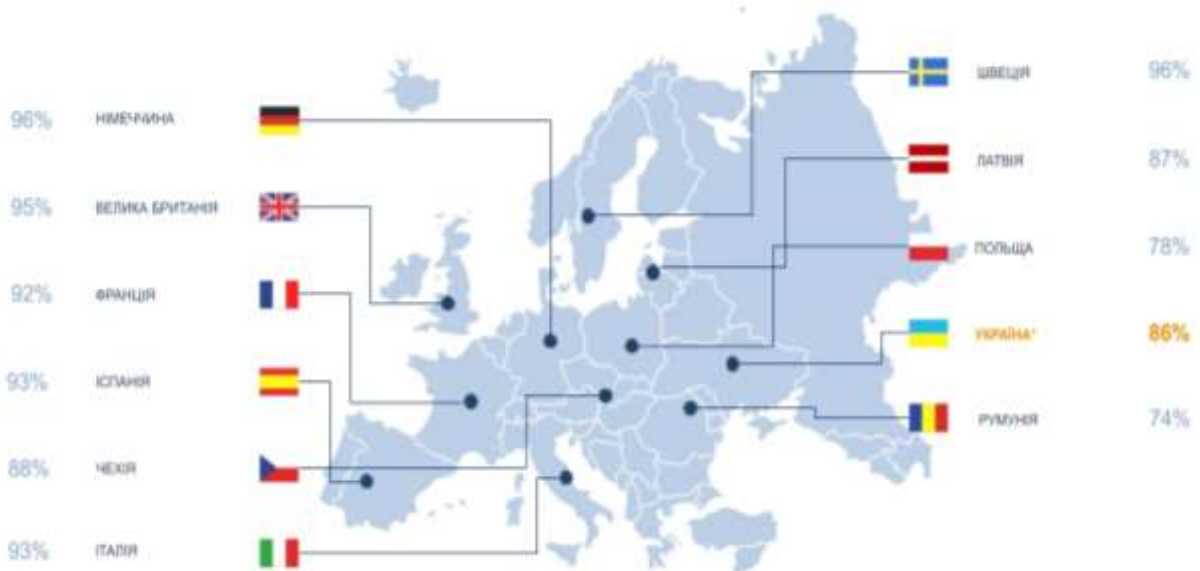 96% НІМЕЧЧИНА
95% ВЕЛИКА БРИТАНІЯ
92% ФРАНЦІЯ
93% ІСПАНІЯ
88% ЧЕХІЯ
93% ІТАЛІЯ
ШВЕЦІЯ 96%
ЛАТВІЯ 87%
ПОЛЬЩА 78%
УКРАЇНА* 86%
РУМУНІЯ 74%